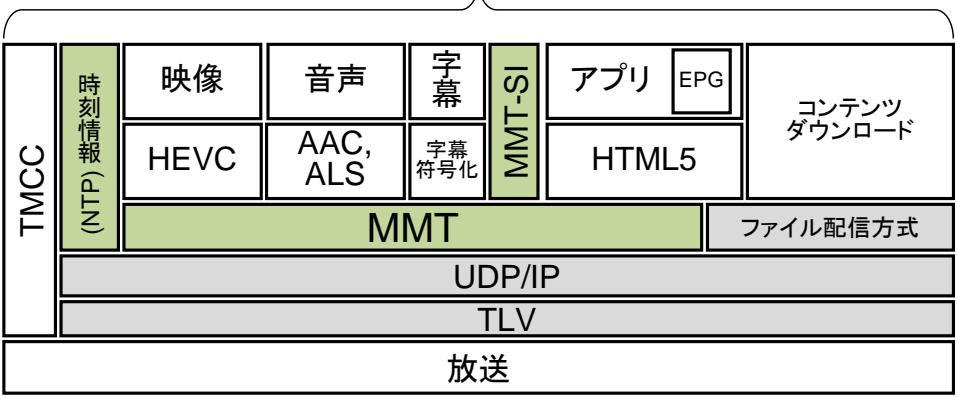 TMCC
時刻情報(NTP)
映像
音声
字幕
MMT-SI
アプリ
EPG
コンテンツ
ダウンロード
HEVC
AAC,
ALS
字幕
符号化
HTML5
MMT
ファイル配信方式
UDP/IP
TLV
放送